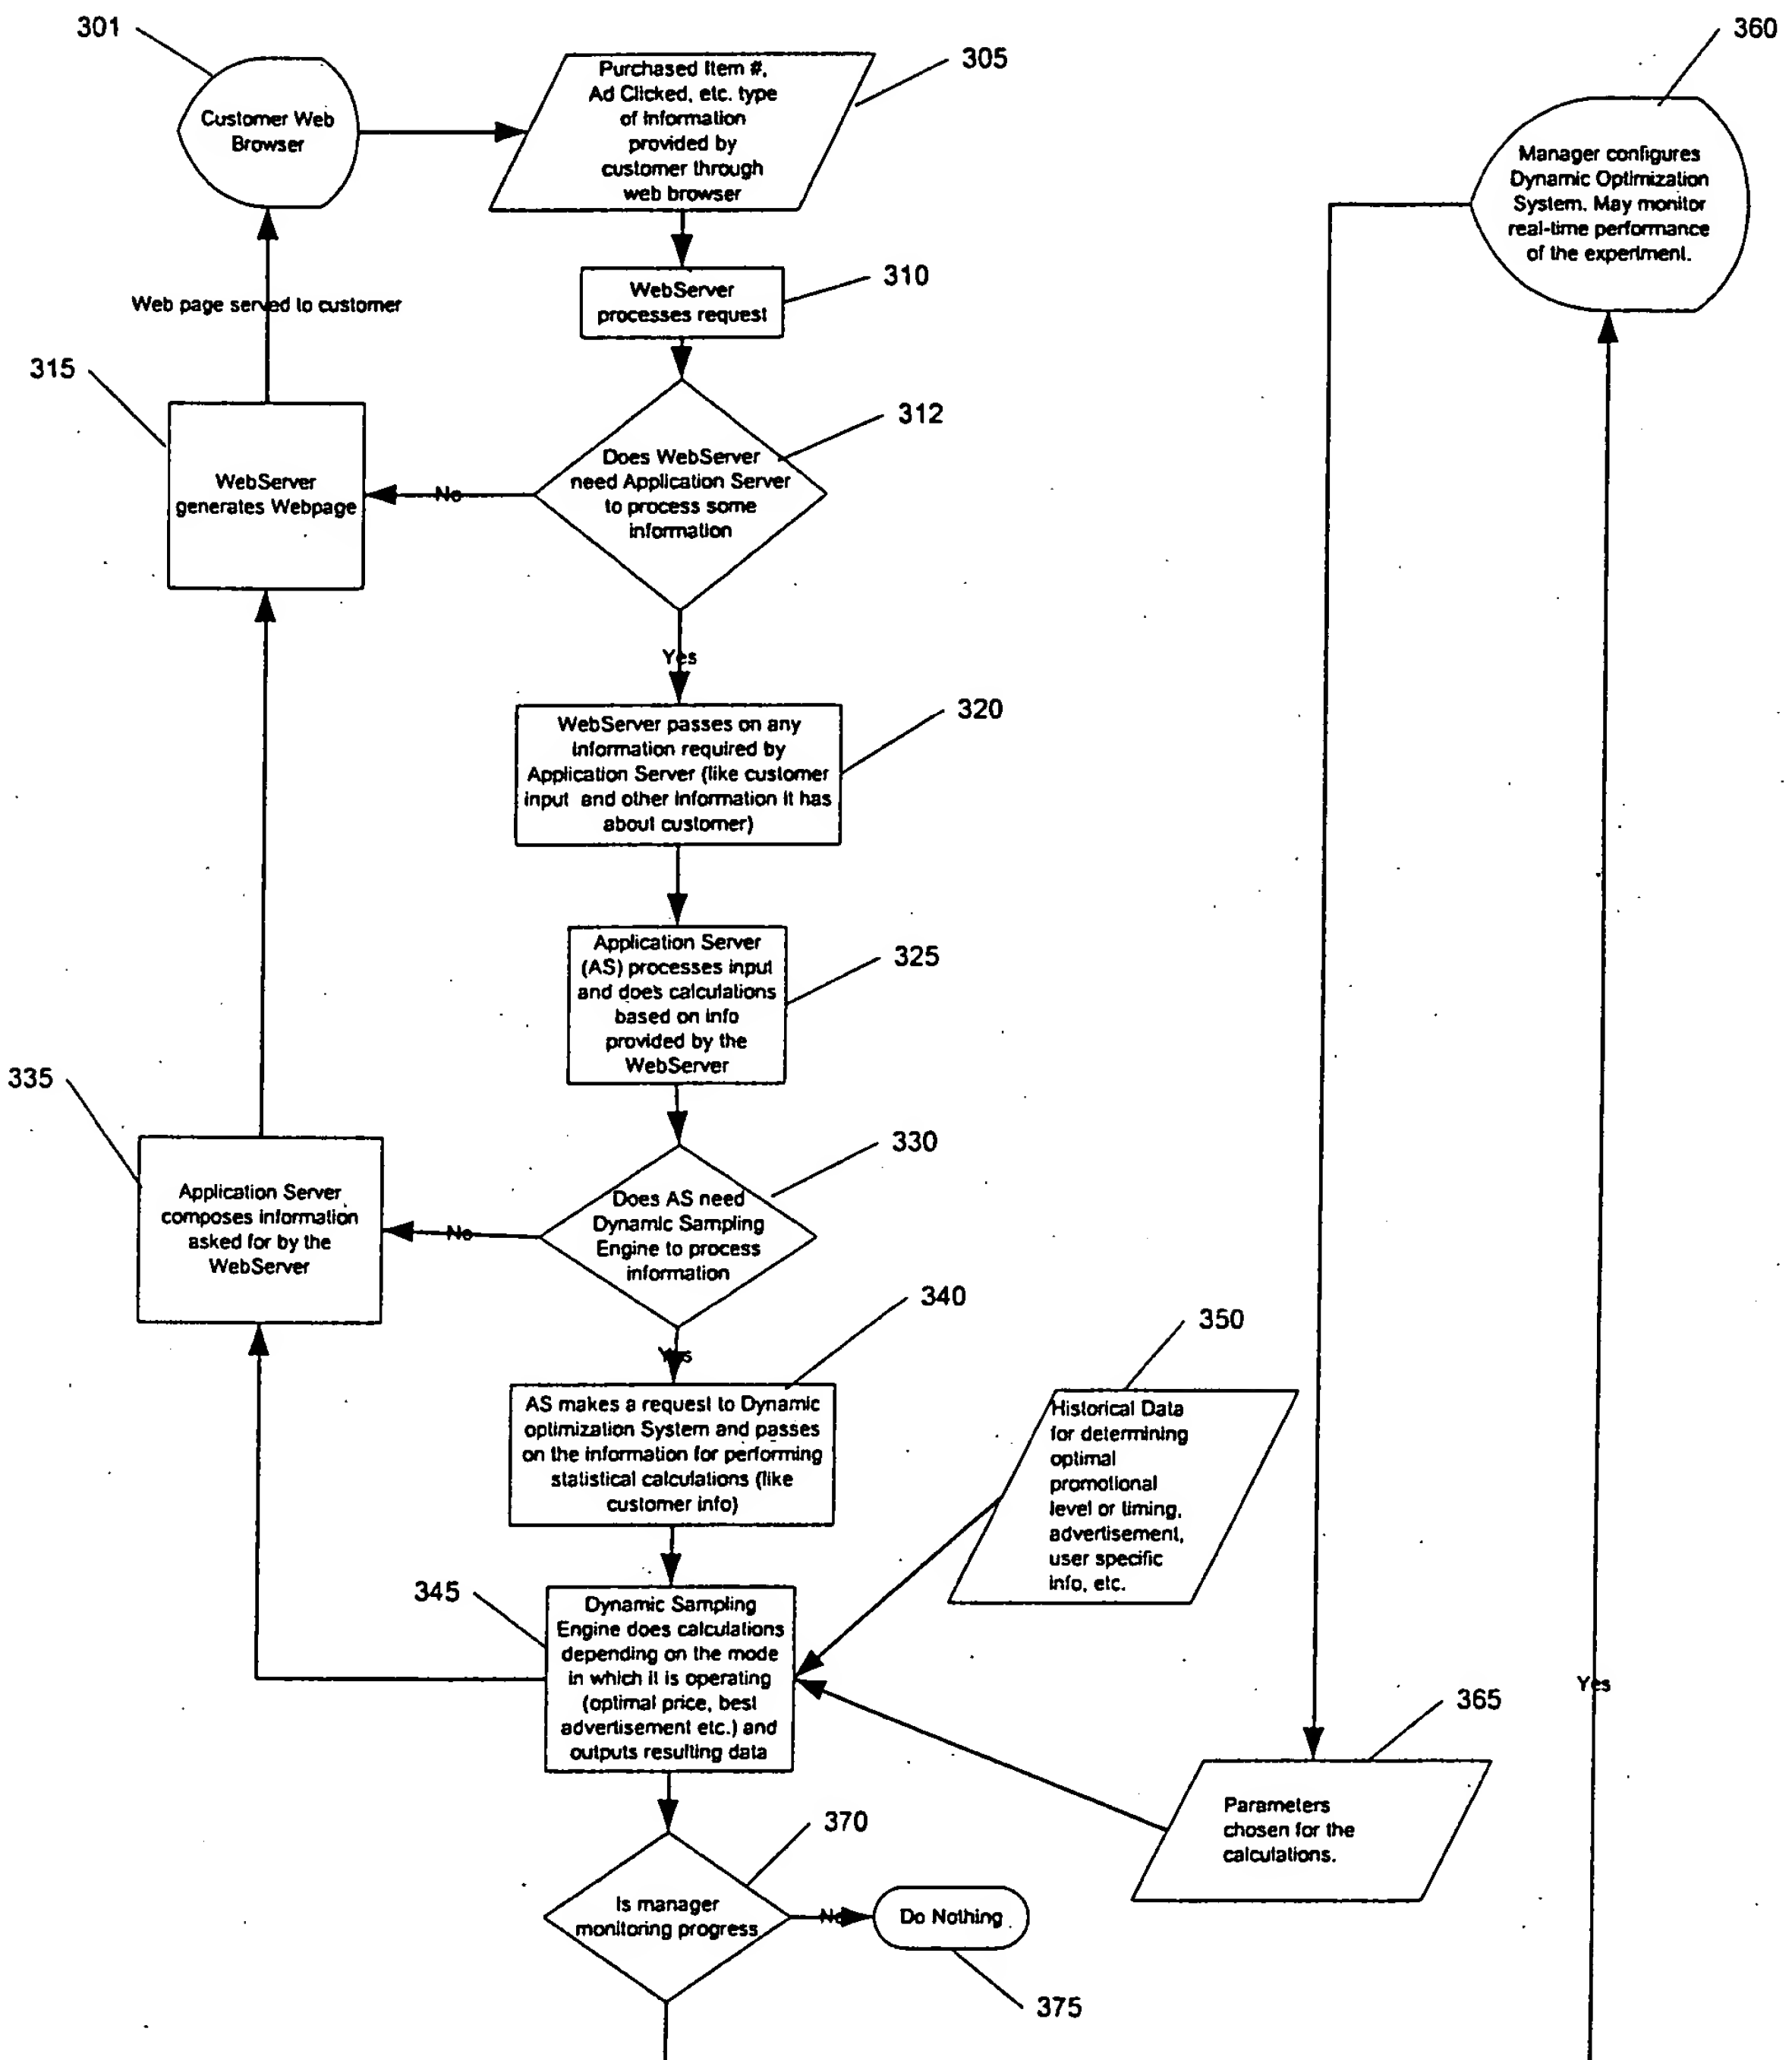 301
Customer Web
Browser
Purchased Item #,
Ad Clicked, etc. type
of Information
provided by
customer through
web browser
305
360
Manager configures
Dynamic Optimization
System. May monitor
real-time performance
of the experiment.
Web page served to customer
WebServer
processes request
310
315
WebServer
generates Webpage
No
Does WebServer
need Application Server
to process some
information
312
Yes
WebServer passes on any
Information required by
Application Server (like customer
input and other information it has
about customer)
320
Application Server
(AS) processes input
and does calculations
based on info
provided by the
WebServer
325
335
Application Server
composes information
asked for by the
WebServer
No
Does AS need
Dynamic Sampling
Engine to process
information
330
Yes
AS makes a request to Dynamic
optimization System and passes
on the information for performing
statistical calculations (like
customer info)
340
350
Historical Data
for determining
optimal
promotional
level or timing,
advertisement,
user specific
info, etc.
345
Dynamic Sampling
Engine does calculations
depending on the mode
in which it is operating
(optimal price, best
advertisement etc.) and
outputs resulting data
Yes
365
Parameters
chosen for the
calculations.
370
Is manager
monitoring progress
No
Do Nothing
375